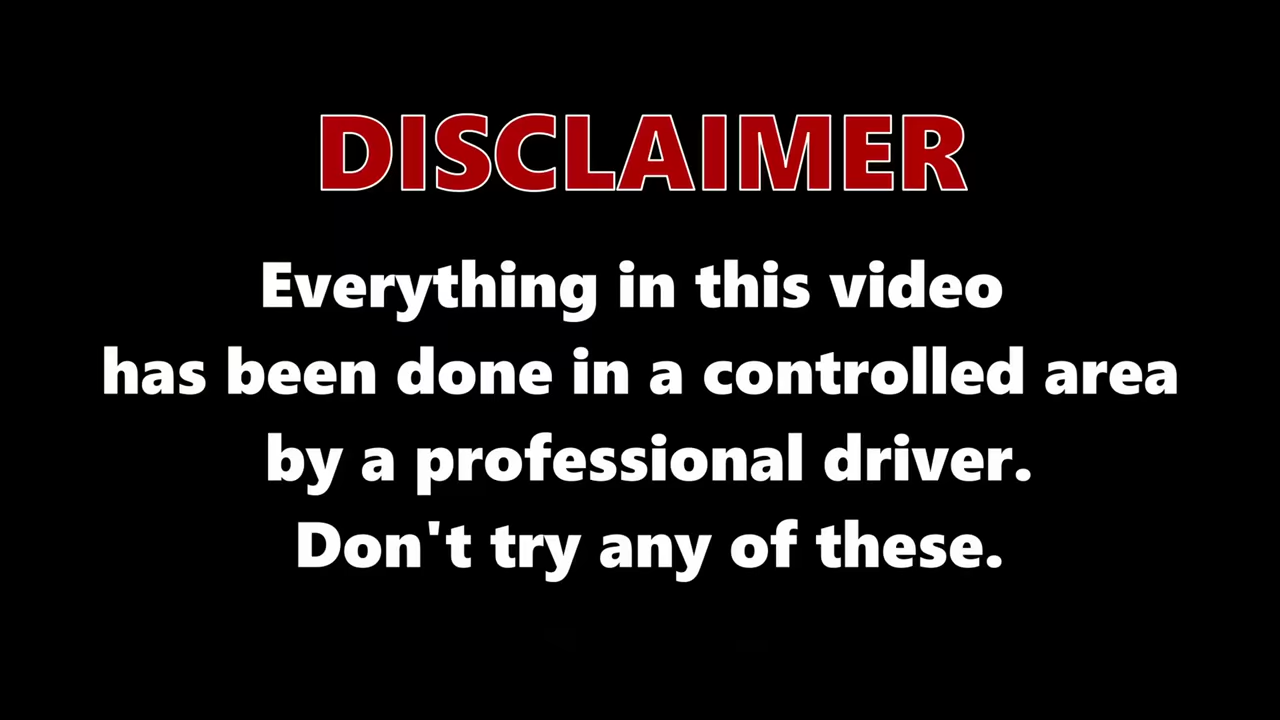 DISCLAIMER
Everything in this video
has been done in a controlled area
by a professional driver.
Don't try any of these.